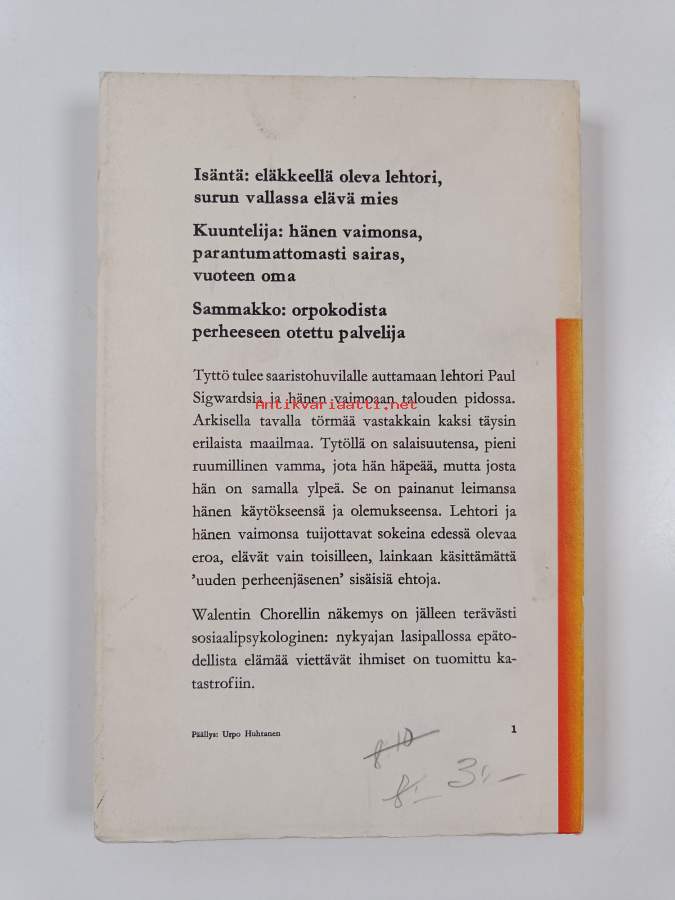 Isäntä: eläkkeellä oleva lehtori,
surun vallassa elävä mies
Kuuntelija: hänen vaimonsa,
parantumattomasti sairas,
vuoteen oma
Sammakko: orpokodista
perheeseen otettu palvelija
Tyttö tulee saaristohuvilalle auttamaan lehtori Paul
Sigwardsia ja hänen vaimoaan talouden pidossa.
Antikvariaatti.net
Arkisella tavalla törmää vastakkain kaksi täysin
erilaista maailmaa. Tytöllä on salaisuutensa, pieni
ruumillinen vamma, jota hän häpeää, mutta josta
hän on samalla ylpeä. Se on painanut leimansa
hänen käytökseensä ja olemukseensa. Lehtori ja
hänen vaimonsa tuijottavat sokeina edessä olevaa
eroa, elävät vain toisilleen, lainkaan käsittämättä
'uuden perheenjäsenen' sisäisiä ehtoja.
Walentin Chorellin näkemys on jälleen terävästi
sosiaalipsykologinen: nykyajan lasipallossa epäto-
dellista elämää viettävät ihmiset on tuomittu ka-
tastrofiin.
Päällys: Urpo Huhtanen 1
8,10
8,– 3,–